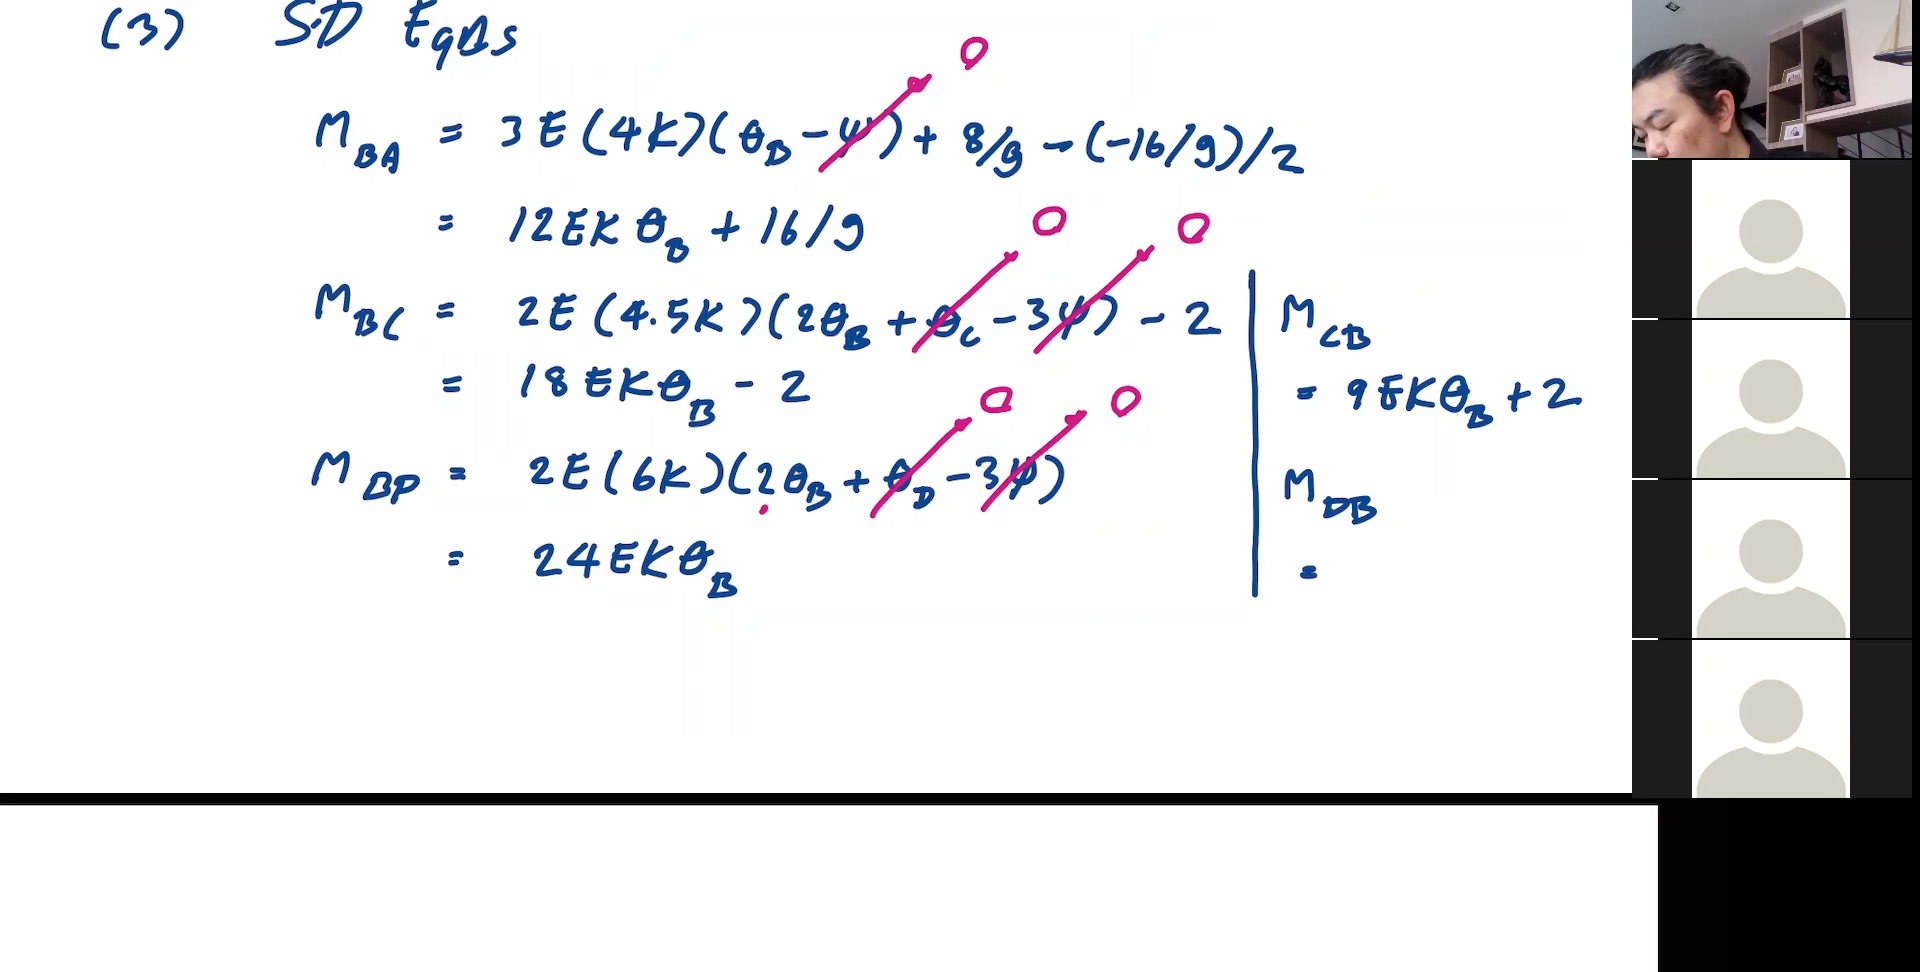 (3) SD Eqns
0
M_BA = 3E(4K)(θ_B - ψ) + 8/9 - (-16/9)/2
= 12EKθ_B + 16/9
0 0
M_BC = 2E(4.5K)(2θ_B + θ_C - 3ψ) - 2
= 18EKθ_B - 2
0 0
M_BD = 2E(6K)(2θ_B + θ_D - 3ψ)
= 24EKθ_B
M_CB
= 9EKθ_B + 2
M_DB
=